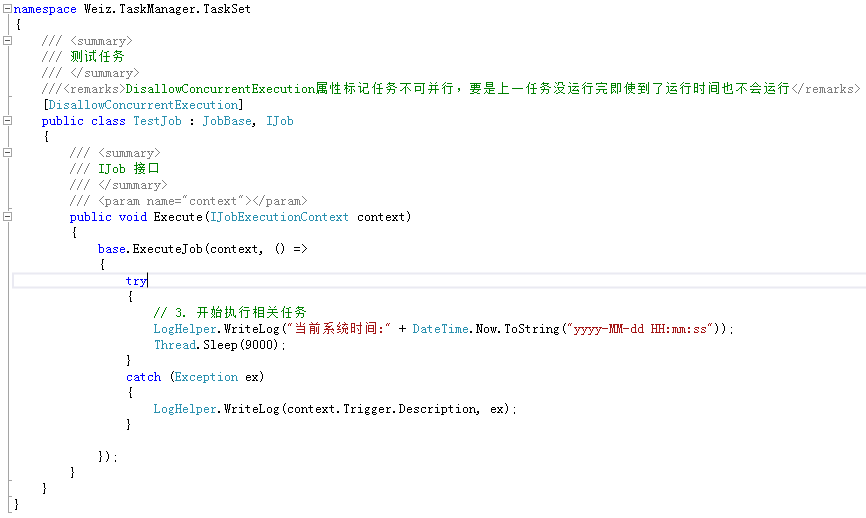 namespace Weiz.TaskManager.TaskSet
{
    /// <summary>
    /// 测试任务
    /// </summary>
    ///<remarks>DisallowConcurrentExecution属性标记任务不可并行，要是上一任务没运行完即使到了运行时间也不会运行</remarks>
    [DisallowConcurrentExecution]
    public class TestJob : JobBase, IJob
    {
        /// <summary>
        /// IJob 接口
        /// </summary>
        /// <param name="context"></param>
        public void Execute(IJobExecutionContext context)
        {
            base.ExecuteJob(context, () =>
            {
                try
                {
                    // 3. 开始执行相关任务
                    LogHelper.WriteLog("当前系统时间:" + DateTime.Now.ToString("yyyy-MM-dd HH:mm:ss"));
                    Thread.Sleep(9000);
                }
                catch (Exception ex)
                {
                    LogHelper.WriteLog(context.Trigger.Description, ex);
                }

            });
        }
    }
}